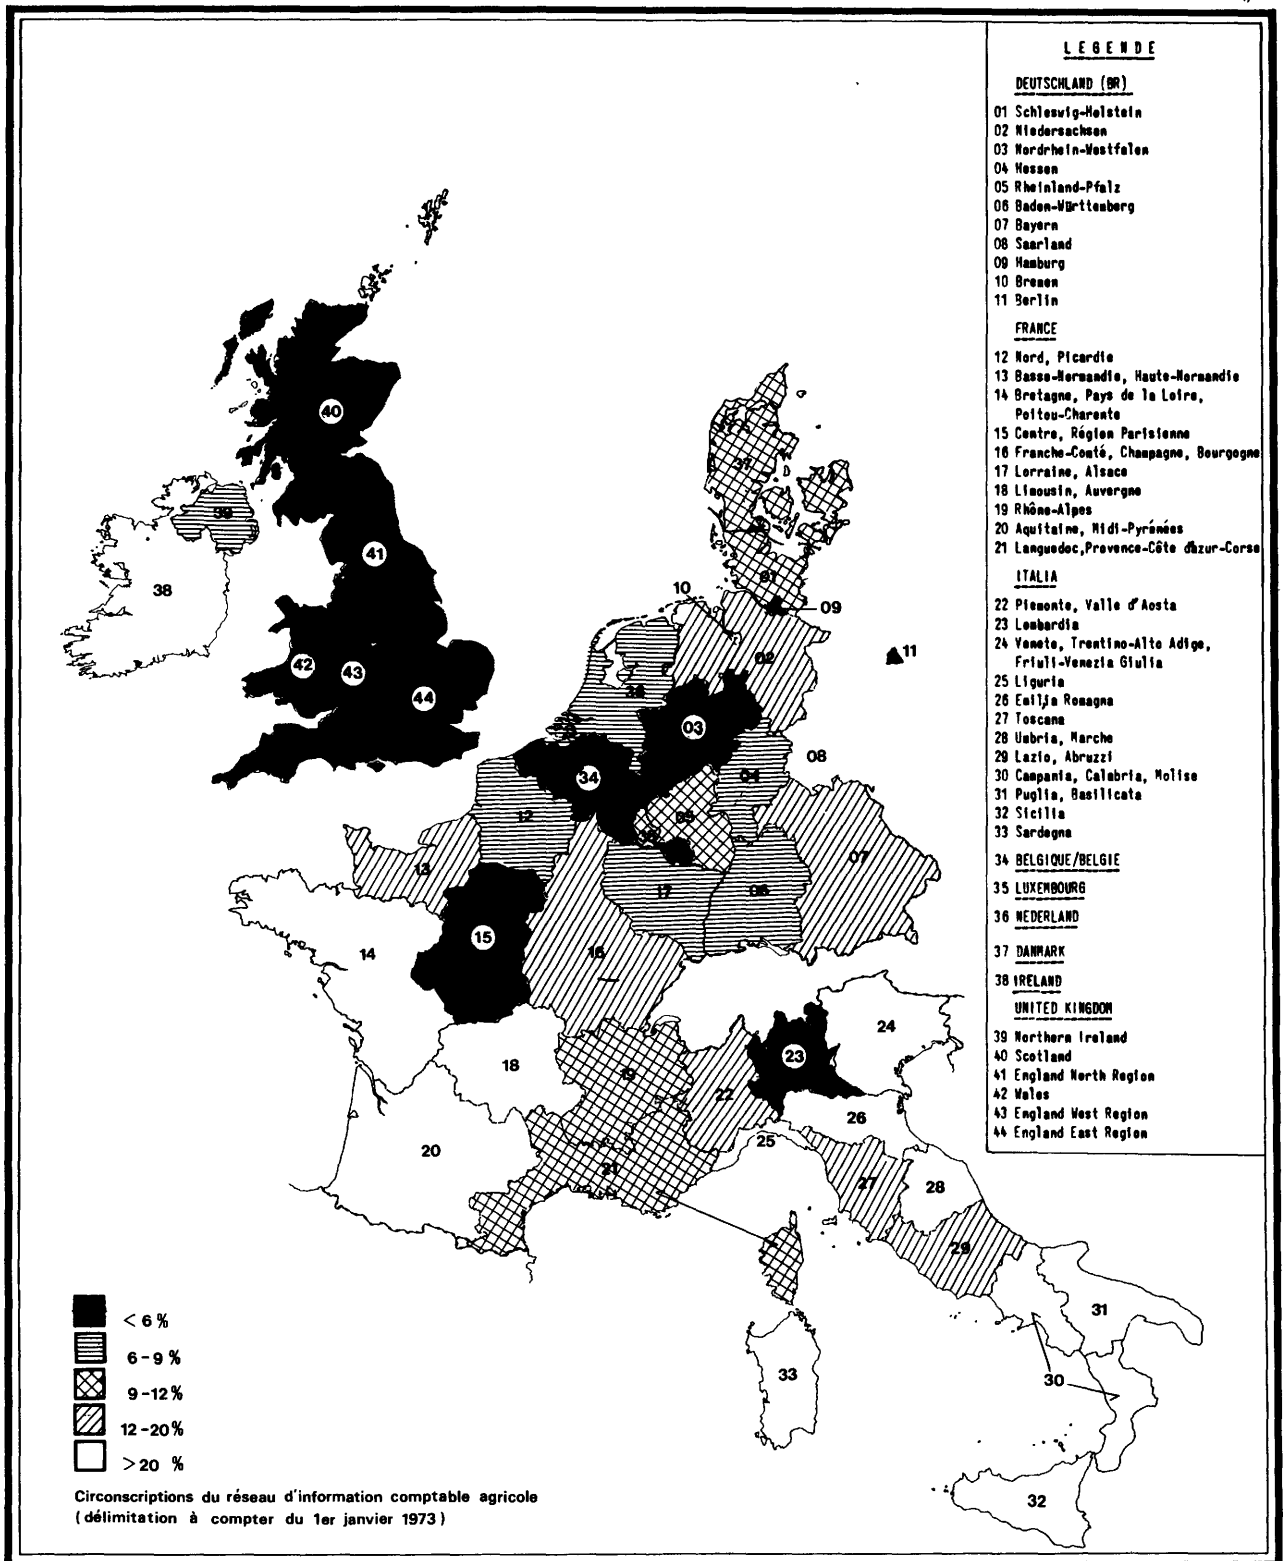 LEGENDE
DEUTSCHLAND (BR)
01 Schleswig-Holstein
02 Niedersachsen
03 Nordrhein-Westfalen
04 Hessen
05 Rheinland-Pfalz
06 Baden-Württemberg
07 Bayern
08 Saarland
09 Hamburg
10 Bremen
11 Berlin
FRANCE
12 Nord, Picardie
13 Basse-Normandie, Haute-Normandie
14 Bretagne, Pays de la Loire,
Poitou-Charente
15 Centre, Région Parisienne
16 Franche-Comté, Champagne, Bourgogne
17 Lorraine, Alsace
18 Limousin, Auvergne
19 Rhône-Alpes
20 Aquitaine, Midi-Pyrénées
21 Languedoc,Provence-Côte d'azur-Corse
ITALIA
22 Piemonte, Valle d'Aosta
23 Lombardia
24 Veneto, Trentino-Alto Adige,
Friuli-Venezia Giulia
25 Liguria
26 Emilia Romagna
27 Toscana
28 Umbria, Marche
29 Lazio, Abruzzi
30 Campania, Calabria, Molise
31 Puglia, Basilicata
32 Sicilia
33 Sardegna
34 BELGIQUE/BELGIE
35 LUXEMBOURG
36 NEDERLAND
37 DANMARK
38 IRELAND
UNITED KINGDOM
39 Northern Ireland
40 Scotland
41 England North Region
42 Wales
43 England West Region
44 England East Region
40
37
39
41
38
01
10
09
11
02
42
43
44
36
03
08
34
04
12
05
35
07
13
17
06
15
14
16
24
23
18
19
22
26
20
25
21
27
28
29
31
33
30
32
< 6 %
6-9 %
9-12 %
12-20 %
>20 %
Circonscriptions du réseau d'information comptable agricole
(délimitation à compter du 1er janvier 1973)